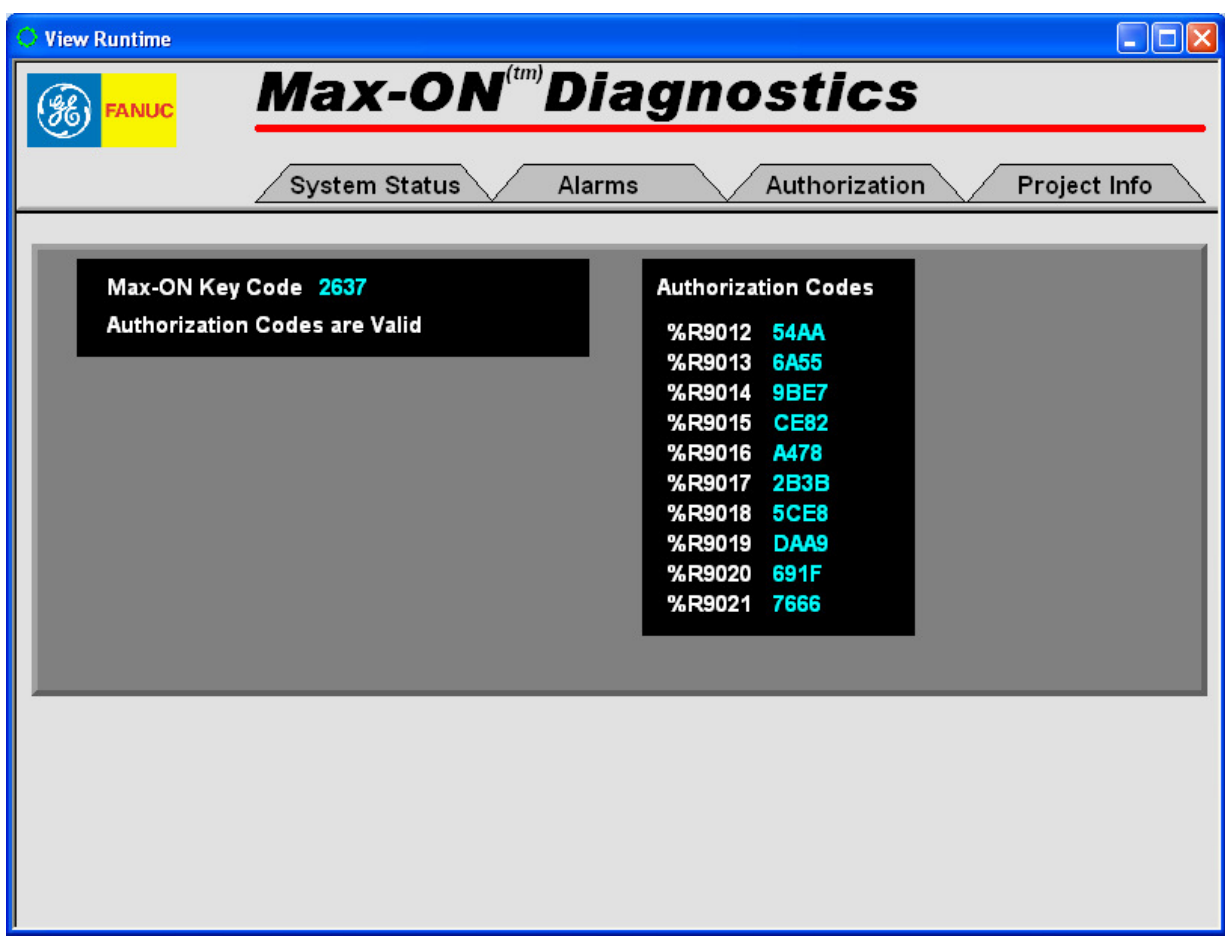 View Runtime
GE FANUC
Max-ON(tm) Diagnostics
System Status Alarms Authorization Project Info
Max-ON Key Code 2637
Authorization Codes are Valid
Authorization Codes
%R9012 54AA
%R9013 6A55
%R9014 9BE7
%R9015 CE82
%R9016 A478
%R9017 2B3B
%R9018 5CE8
%R9019 DAA9
%R9020 691F
%R9021 7666